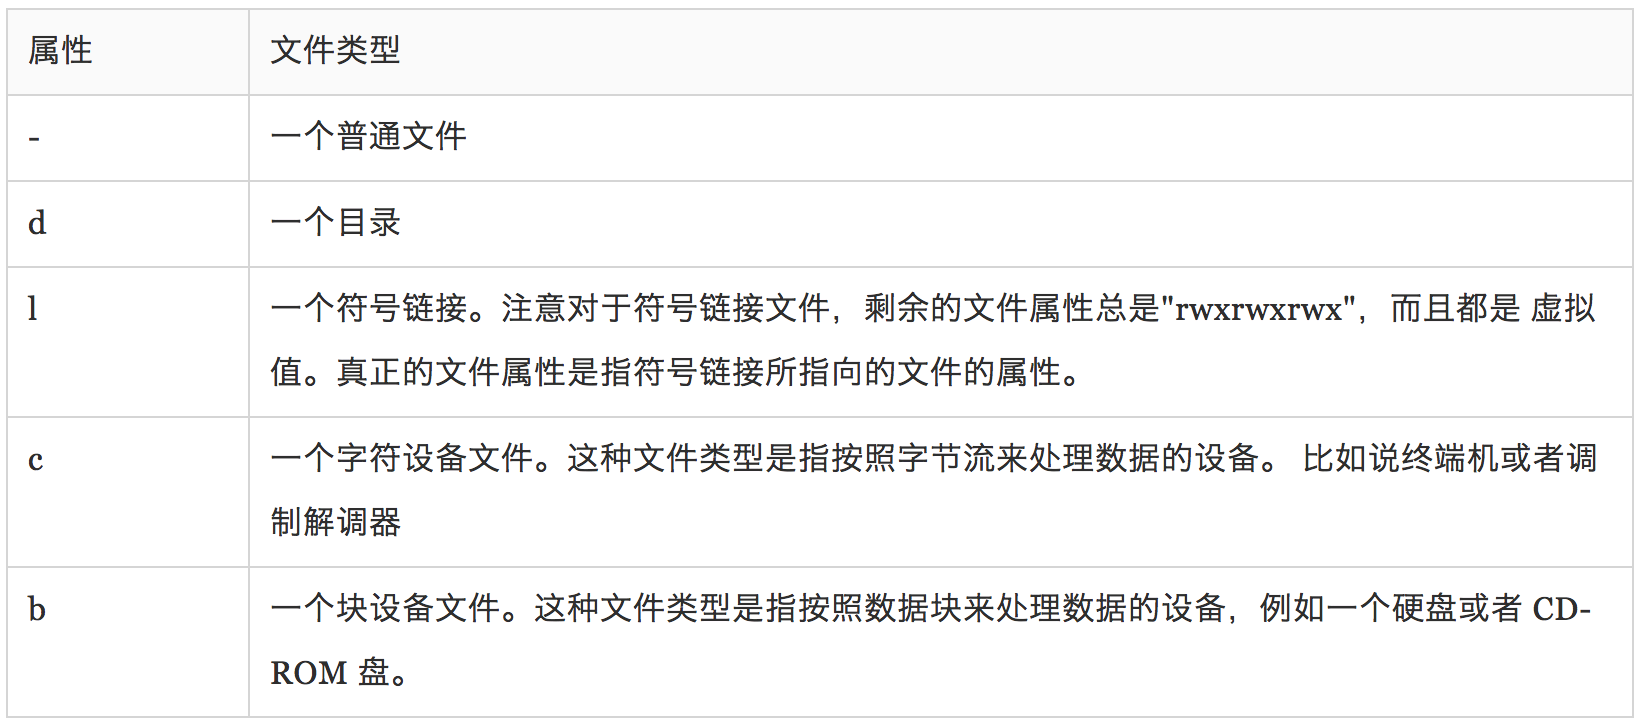 属性 文件类型
- 一个普通文件
d 一个目录
l 一个符号链接。注意对于符号链接文件，剩余的文件属性总是"rwxrwxrwx"，而且都是 虚拟
值。真正的文件属性是指符号链接所指向的文件的属性。
c 一个字符设备文件。这种文件类型是指按照字节流来处理数据的设备。 比如说终端机或者调
制解调器
b 一个块设备文件。这种文件类型是指按照数据块来处理数据的设备，例如一个硬盘或者 CD-
ROM 盘。